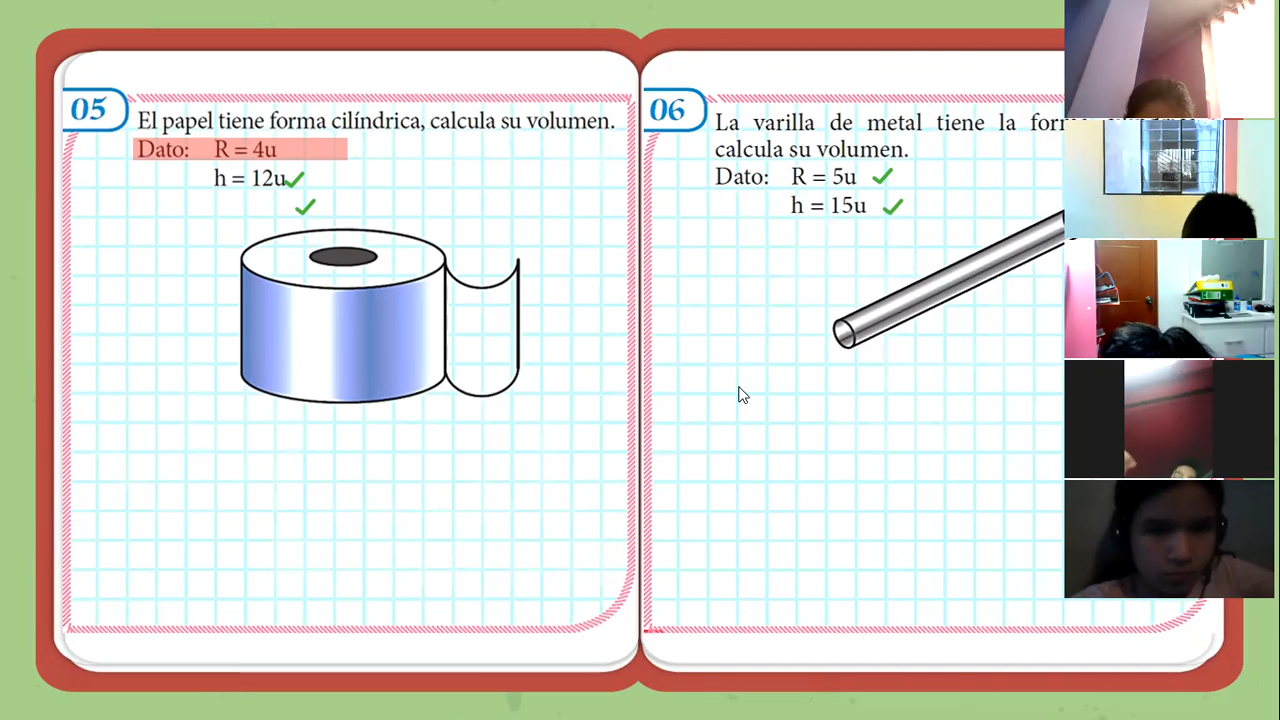 05
El papel tiene forma cilíndrica, calcula su volumen.
Dato: R = 4u
h = 12u
06
La varilla de metal tiene la
calcula su volumen.
Dato: R = 5u
h = 15u